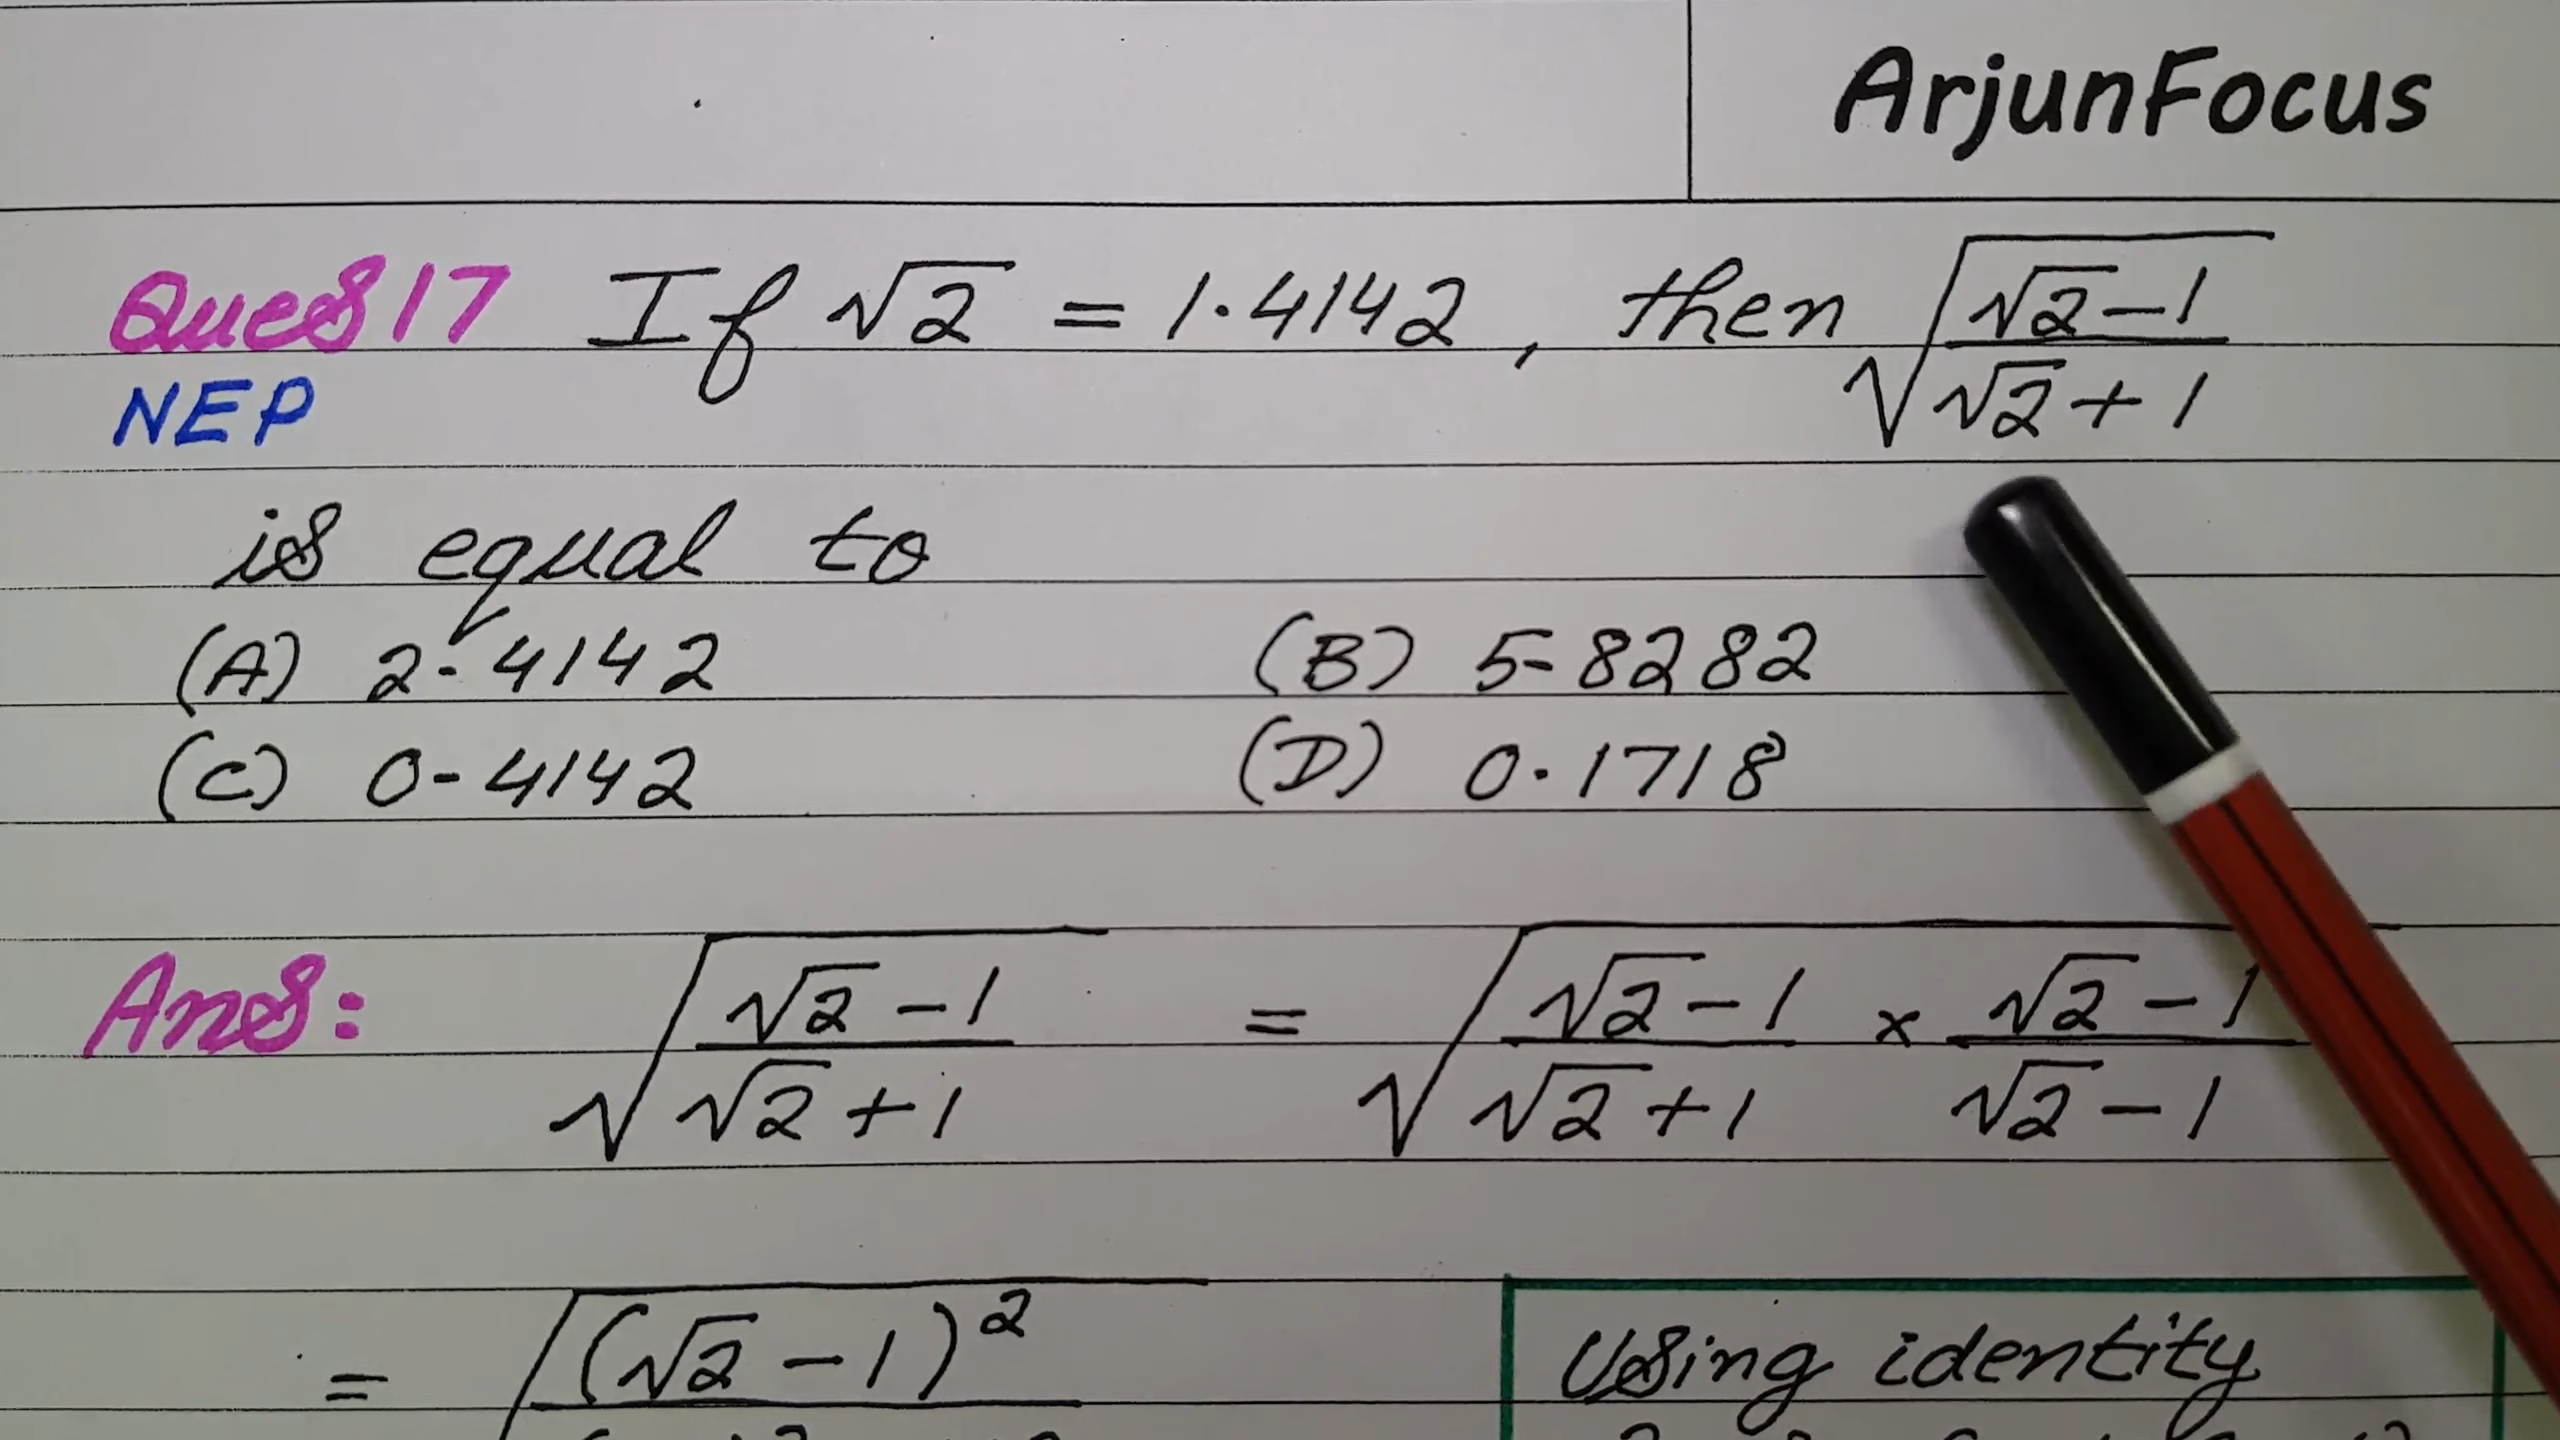 ArjunFocus
Ques 17 If √2 = 1.4142, then √((√2-1)/(√2+1))
NEP
is equal to
(A) 2.4142 (B) 5.8282
(C) 0.4142 (D) 0.1718
Ans: √((√2-1)/(√2+1)) = √((√2-1)/(√2+1) × (√2-1)/(√2-1))
= √((√2-1)²
Using identity